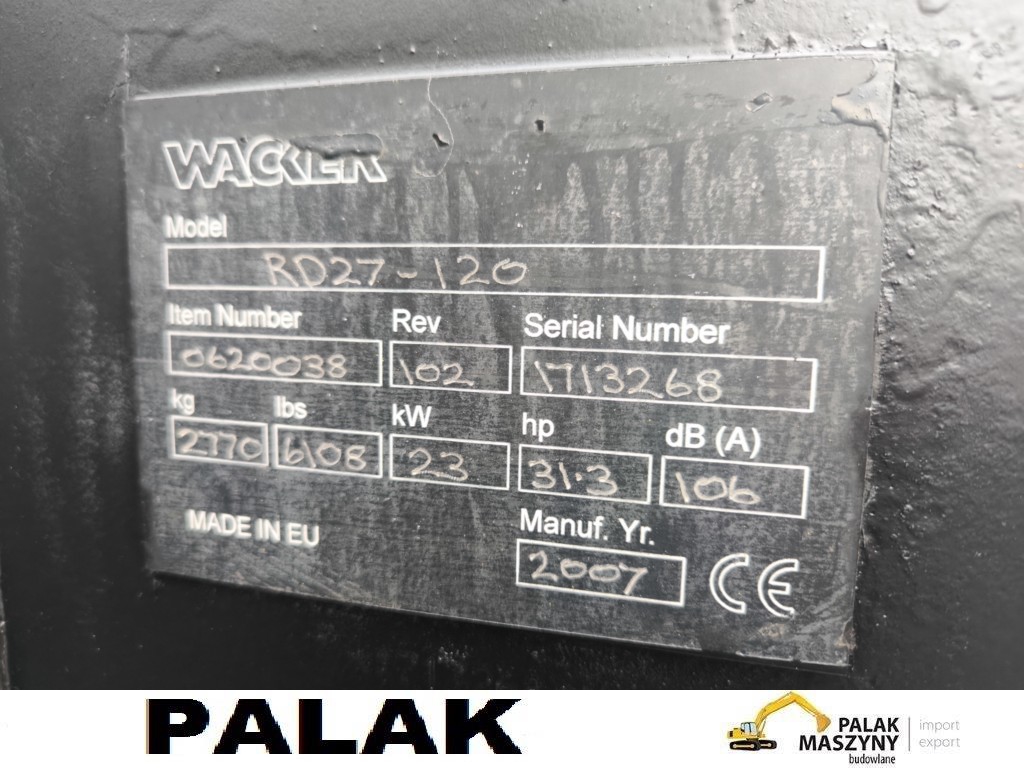 WACKER
Model
RD27-120
Item Number Rev Serial Number
0620038 102 1713268
kg lbs kW hp dB (A)
2770 6108 23 31.3 106
MADE IN EU Manuf. Yr.
2007 CE
PALAK
PALAK MASZYNY budowlane
import
export